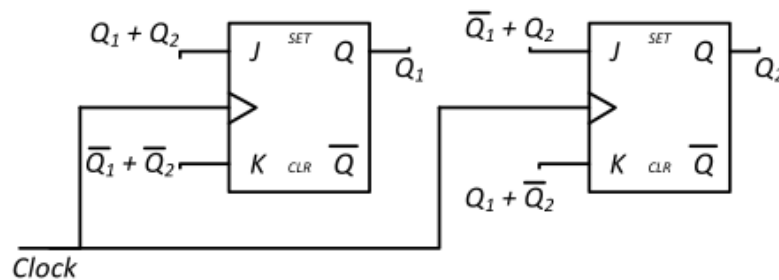 Q₁ + Q₂ J SET Q Q₁
Q̅₁ + Q̅₂ K CLR Q̅
Q̅₁ + Q₂ J SET Q Q₂
Q₁ + Q̅₂ K CLR Q̅
Clock